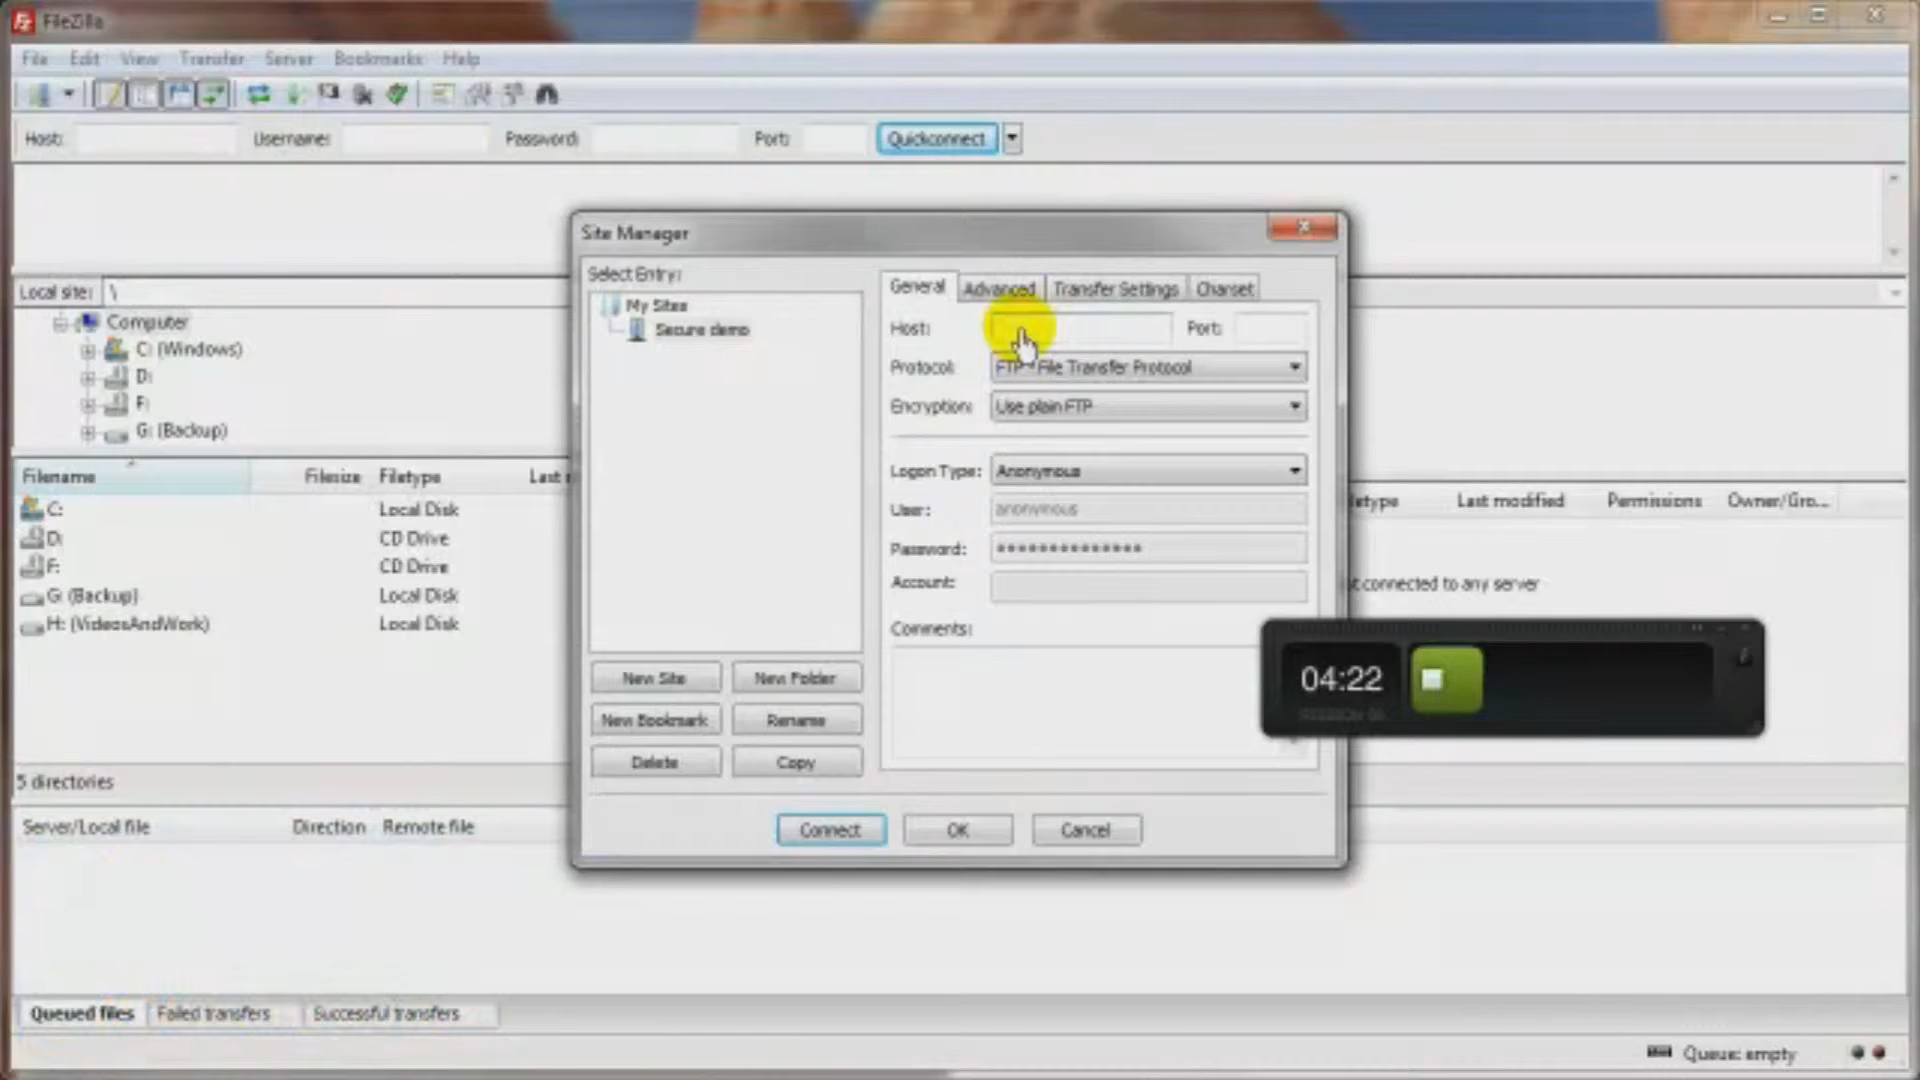 FileZilla
File Edit View Transfer Server Bookmarks Help
Host: Username: Password: Port: Quickconnect
Site Manager
Select Entry:
My Sites
Secure demo
New Site New Folder
New Bookmark Rename
Delete Copy
General Advanced Transfer Settings Charset
Host: Port:
Protocol: FTP - File Transfer Protocol
Encryption: Use plain FTP
Logon Type: Anonymous
User: anonymous
Password: ••••••••••••••
Account:
Comments:
Connect OK Cancel
Local site: \
Computer
C: (Windows)
D:
F:
G: (Backup)
Filename Filesize Filetype Last
C: Local Disk
D: CD Drive
F: CD Drive
G: (Backup) Local Disk
H: (VideosAndWork) Local Disk
5 directories
letype Last modified Permissions Owner/Gro...
t connected to any server
04:22
Server/Local file Direction Remote file
Queued files Failed transfers Successful transfers
Queue: empty